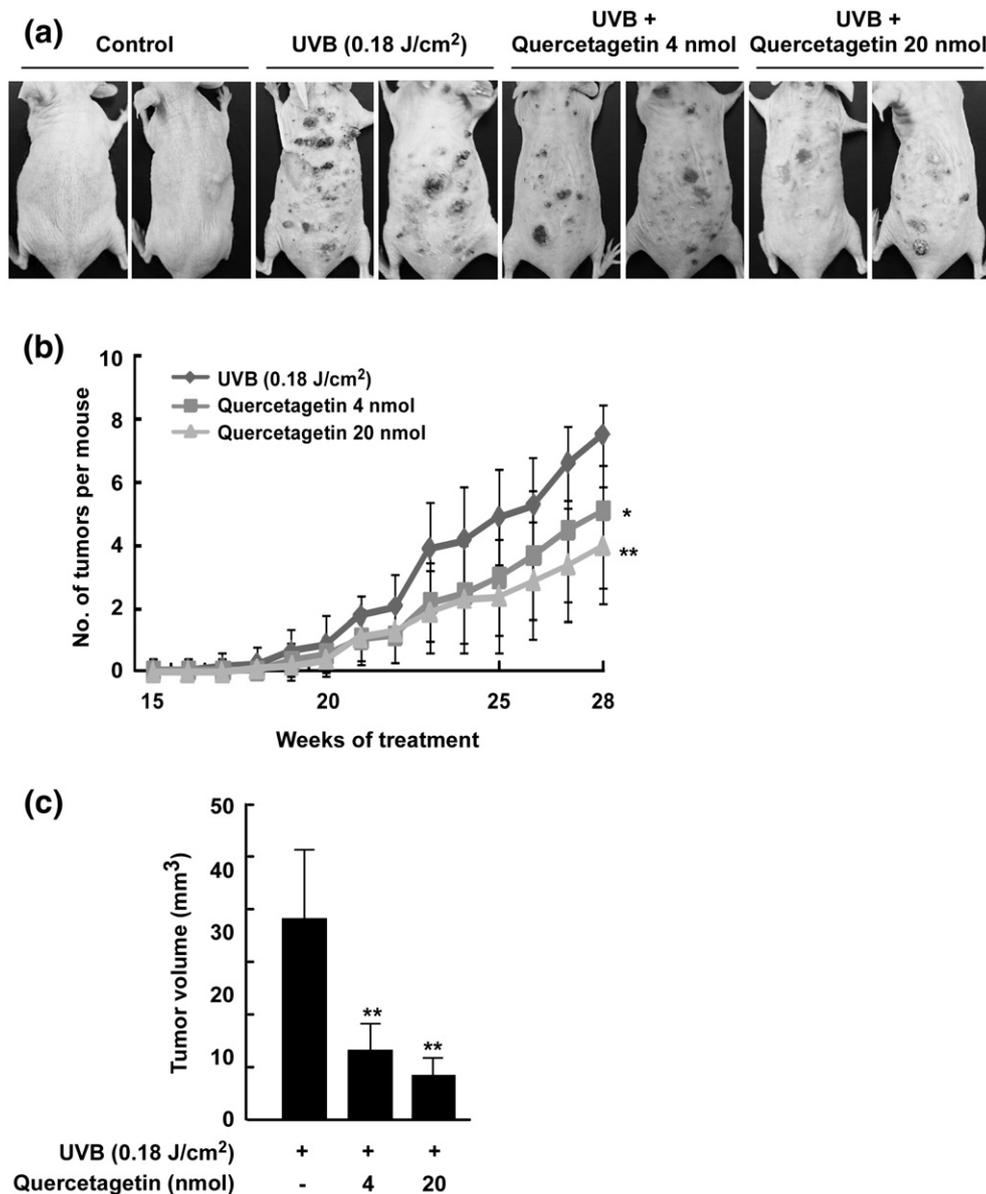 (a)
Control
UVB (0.18 J/cm²)
UVB +
Quercetagetin 4 nmol
UVB +
Quercetagetin 20 nmol
(b)
No. of tumors per mouse
10
8
6
4
2
0
UVB (0.18 J/cm²)
Quercetagetin 4 nmol
Quercetagetin 20 nmol
*
**
15 20 25 28
Weeks of treatment
(c)
Tumor volume (mm³)
50
40
30
20
10
0
**
**
UVB (0.18 J/cm²) + + +
Quercetagetin (nmol) - 4 20